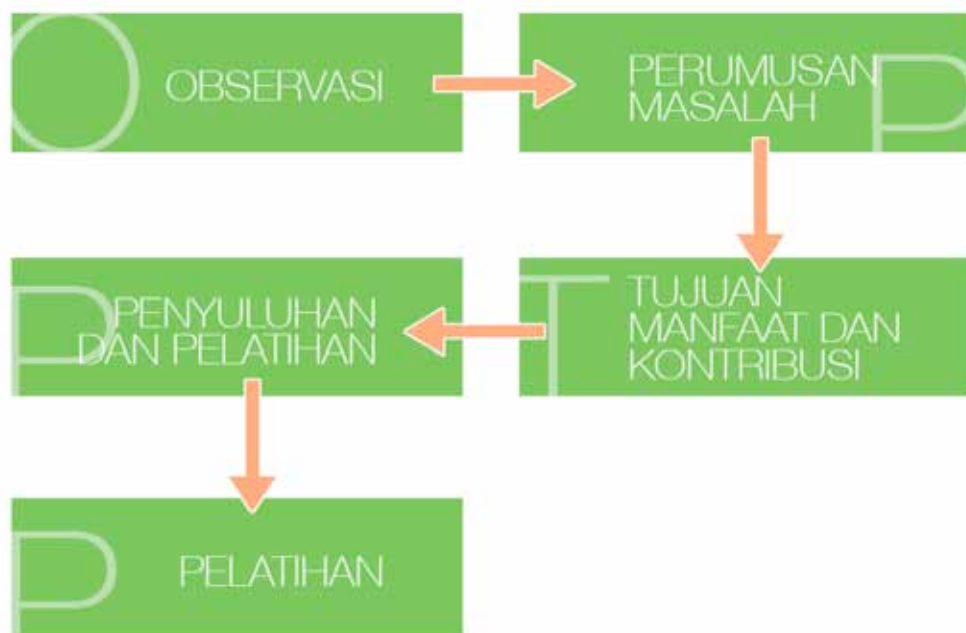 O
OBSERVASI
PERUMUSAN
MASALAH
P
T
TUJUAN
MANFAAT DAN
KONTRIBUSI
P
PENYULUHAN
DAN PELATIHAN
P
PELATIHAN